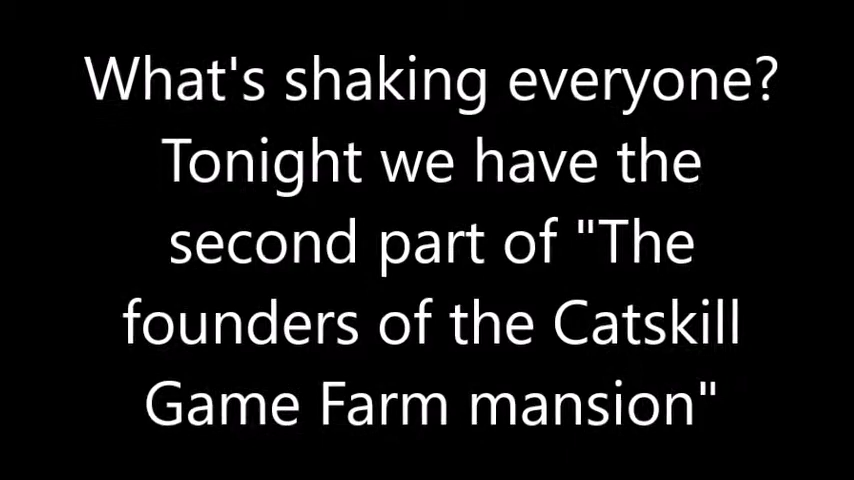 What's shaking everyone?
Tonight we have the
second part of "The
founders of the Catskill
Game Farm mansion"